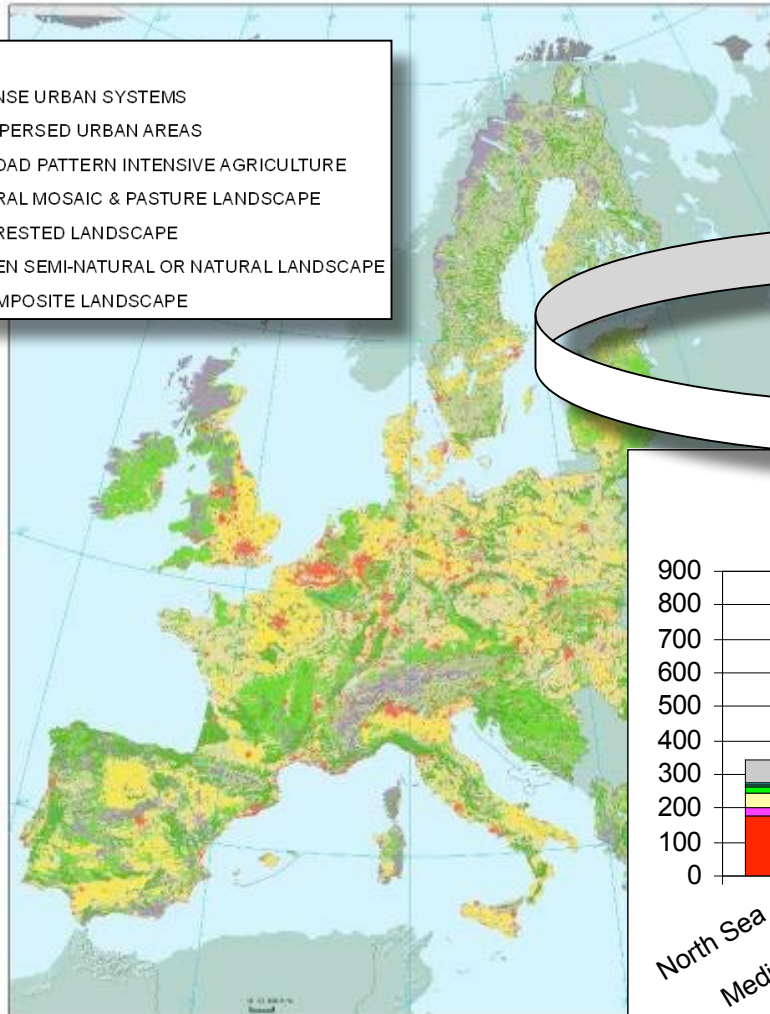 NSE URBAN SYSTEMS
PERSED URBAN AREAS
OAD PATTERN INTENSIVE AGRICULTURE
RAL MOSAIC & PASTURE LANDSCAPE
RESTED LANDSCAPE
EN SEMI-NATURAL OR NATURAL LANDSCAPE
MPOSITE LANDSCAPE
900
800
700
600
500
400
300
200
100
0
North Sea
Medi